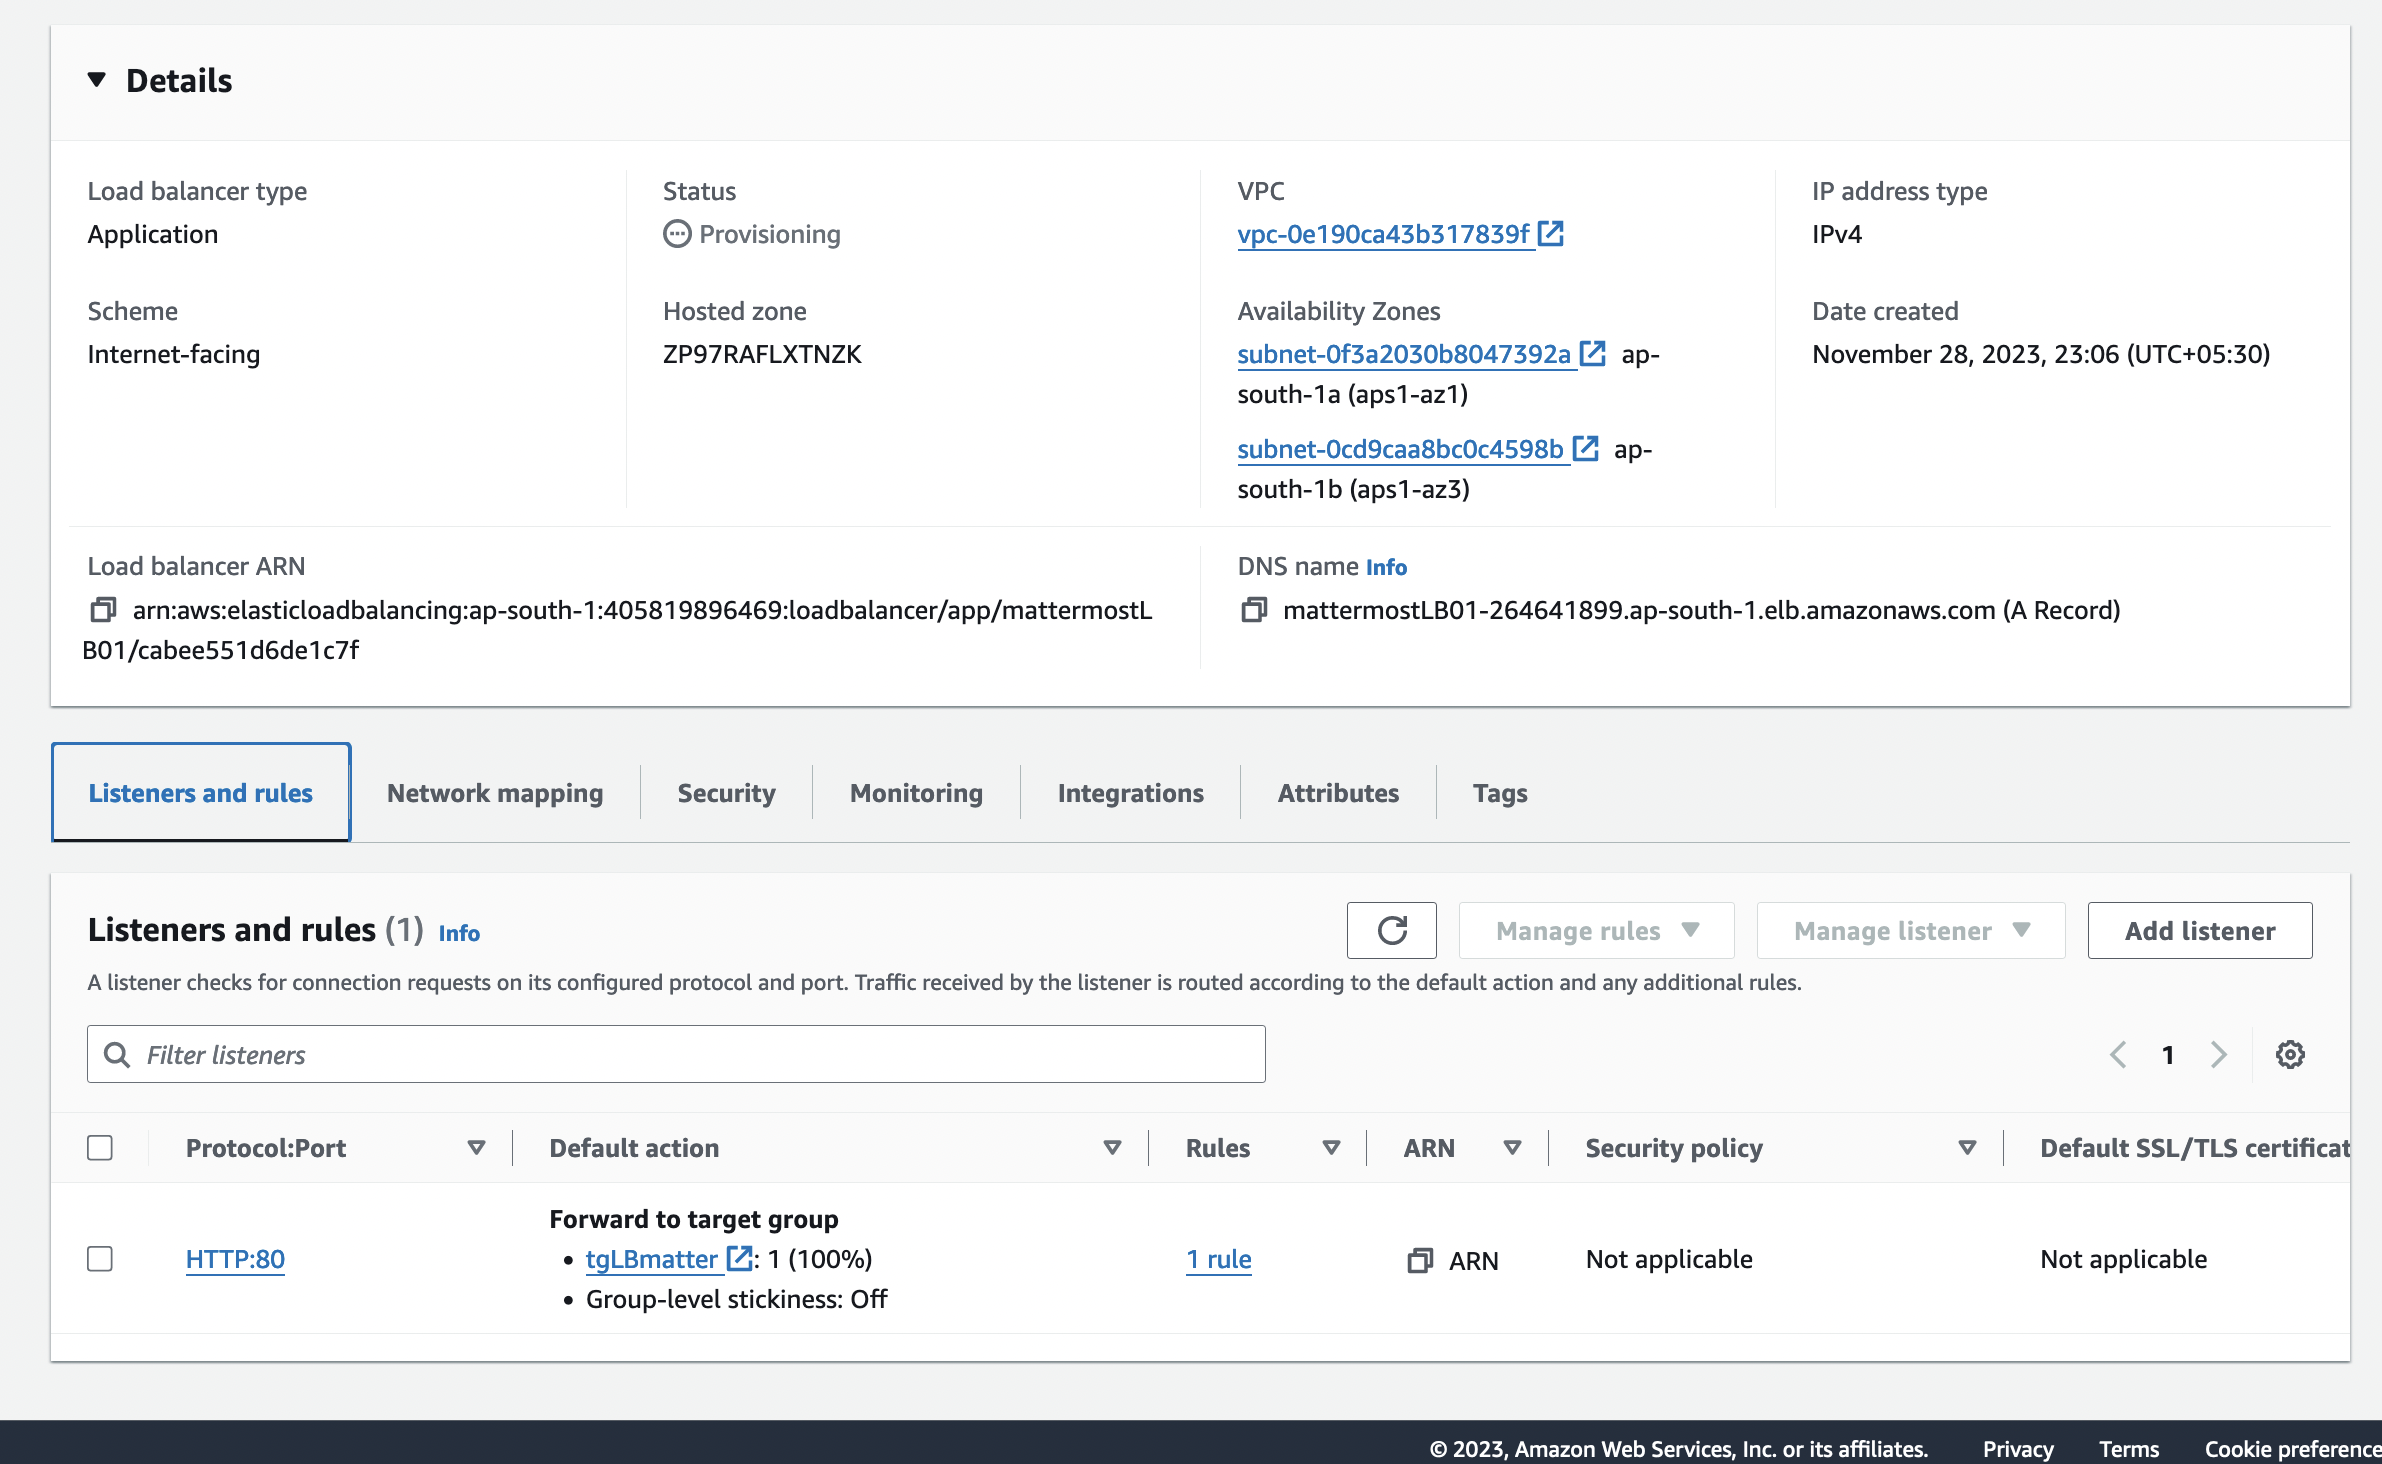 Details
Load balancer type
Application
Status
Provisioning
VPC
vpc-0e190ca43b317839f
IP address type
IPv4
Scheme
Internet-facing
Hosted zone
ZP97RAFLXTNZK
Availability Zones
subnet-0f3a2030b8047392a ap-
south-1a (aps1-az1)
subnet-0cd9caa8bc0c4598b ap-
south-1b (aps1-az3)
Date created
November 28, 2023, 23:06 (UTC+05:30)
Load balancer ARN
arn:aws:elasticloadbalancing:ap-south-1:405819896469:loadbalancer/app/mattermostL
B01/cabee551d6de1c7f
DNS name Info
mattermostLB01-264641899.ap-south-1.elb.amazonaws.com (A Record)
Listeners and rules Network mapping Security Monitoring Integrations Attributes Tags
Listeners and rules (1) Info
Manage rules Manage listener Add listener
A listener checks for connection requests on its configured protocol and port. Traffic received by the listener is routed according to the default action and any additional rules.
Filter listeners
1
Protocol:Port Default action Rules ARN Security policy Default SSL/TLS certificat
Forward to target group
HTTP:80 • tgLBmatter : 1 (100%) 1 rule ARN Not applicable Not applicable
• Group-level stickiness: Off
© 2023, Amazon Web Services, Inc. or its affiliates. Privacy Terms Cookie preference